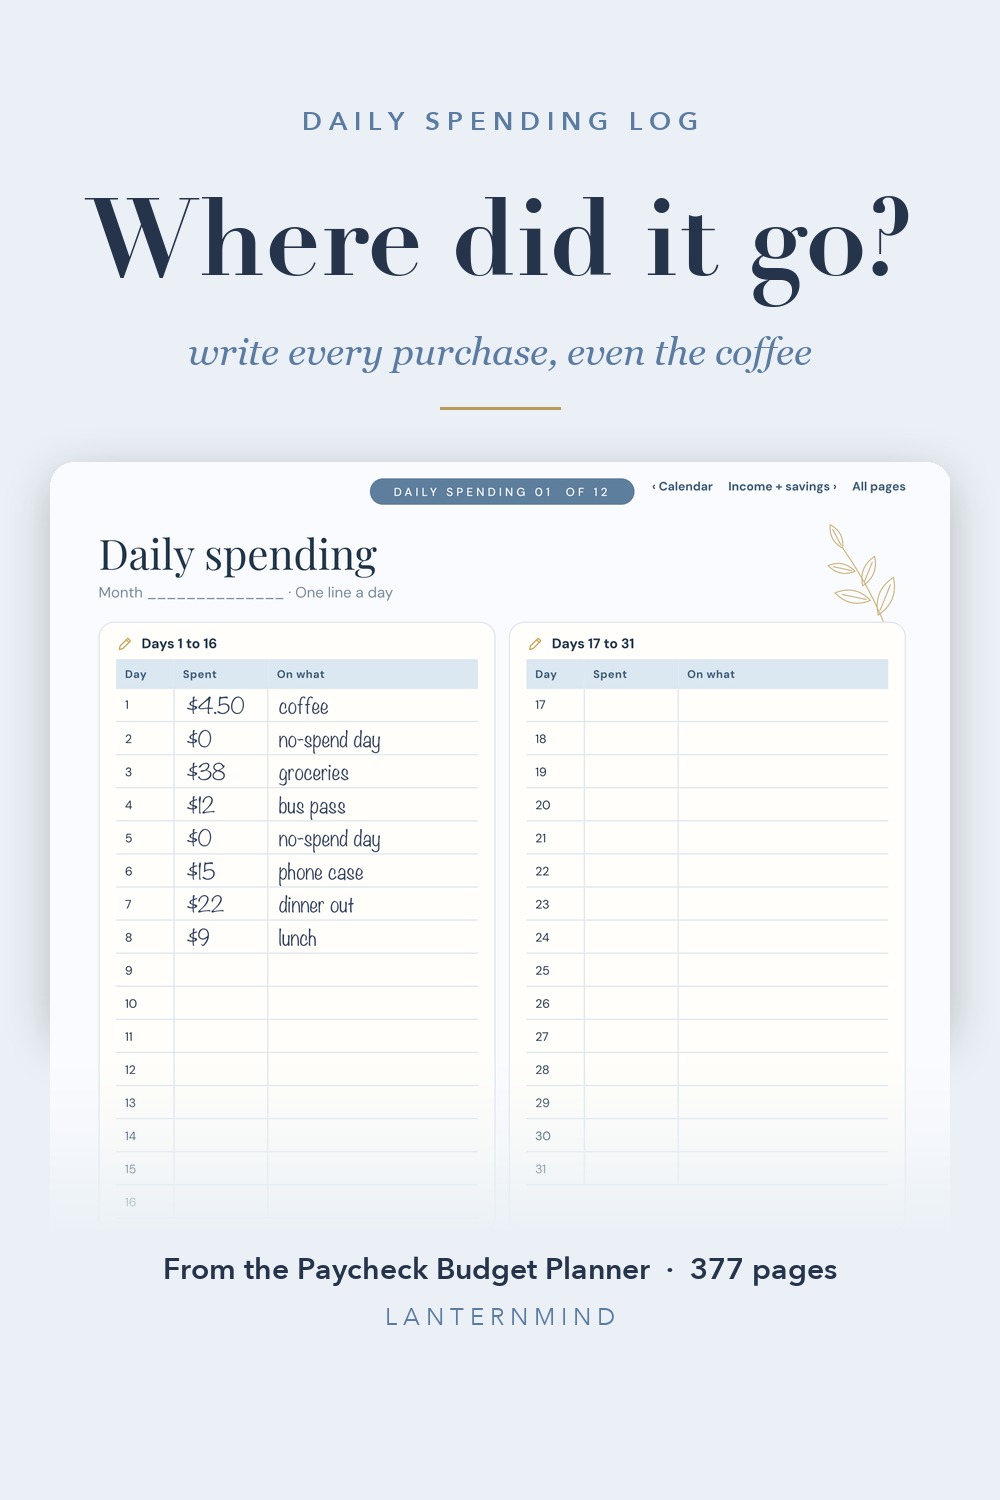 DAILY SPENDING LOG
Where did it go?
write every purchase, even the coffee
DAILY SPENDING 01 OF 12
‹ Calendar Income + savings › All pages
Daily spending
Month ______________ · One line a day
Days 1 to 16
Day Spent On what
1 $4.50 coffee
2 $0 no-spend day
3 $38 groceries
4 $12 bus pass
5 $0 no-spend day
6 $15 phone case
7 $22 dinner out
8 $9 lunch
9
10
11
12
13
14
15
16
Days 17 to 31
Day Spent On what
17
18
19
20
21
22
23
24
25
26
27
28
29
30
31
From the Paycheck Budget Planner · 377 pages
LANTERNMIND